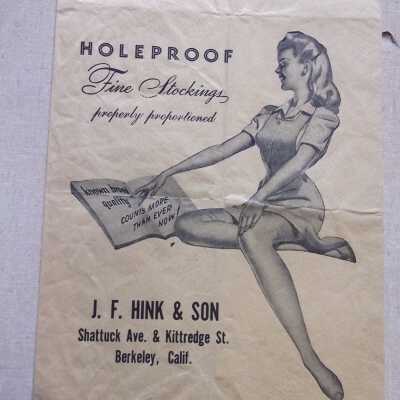 HOLEPROOF
Fine Stockings
properly proportioned
known brand
quality
COUNTS MORE
THAN EVER
NOW!
J. F. HINK & SON
Shattuck Ave. & Kittredge St.
Berkeley, Calif.